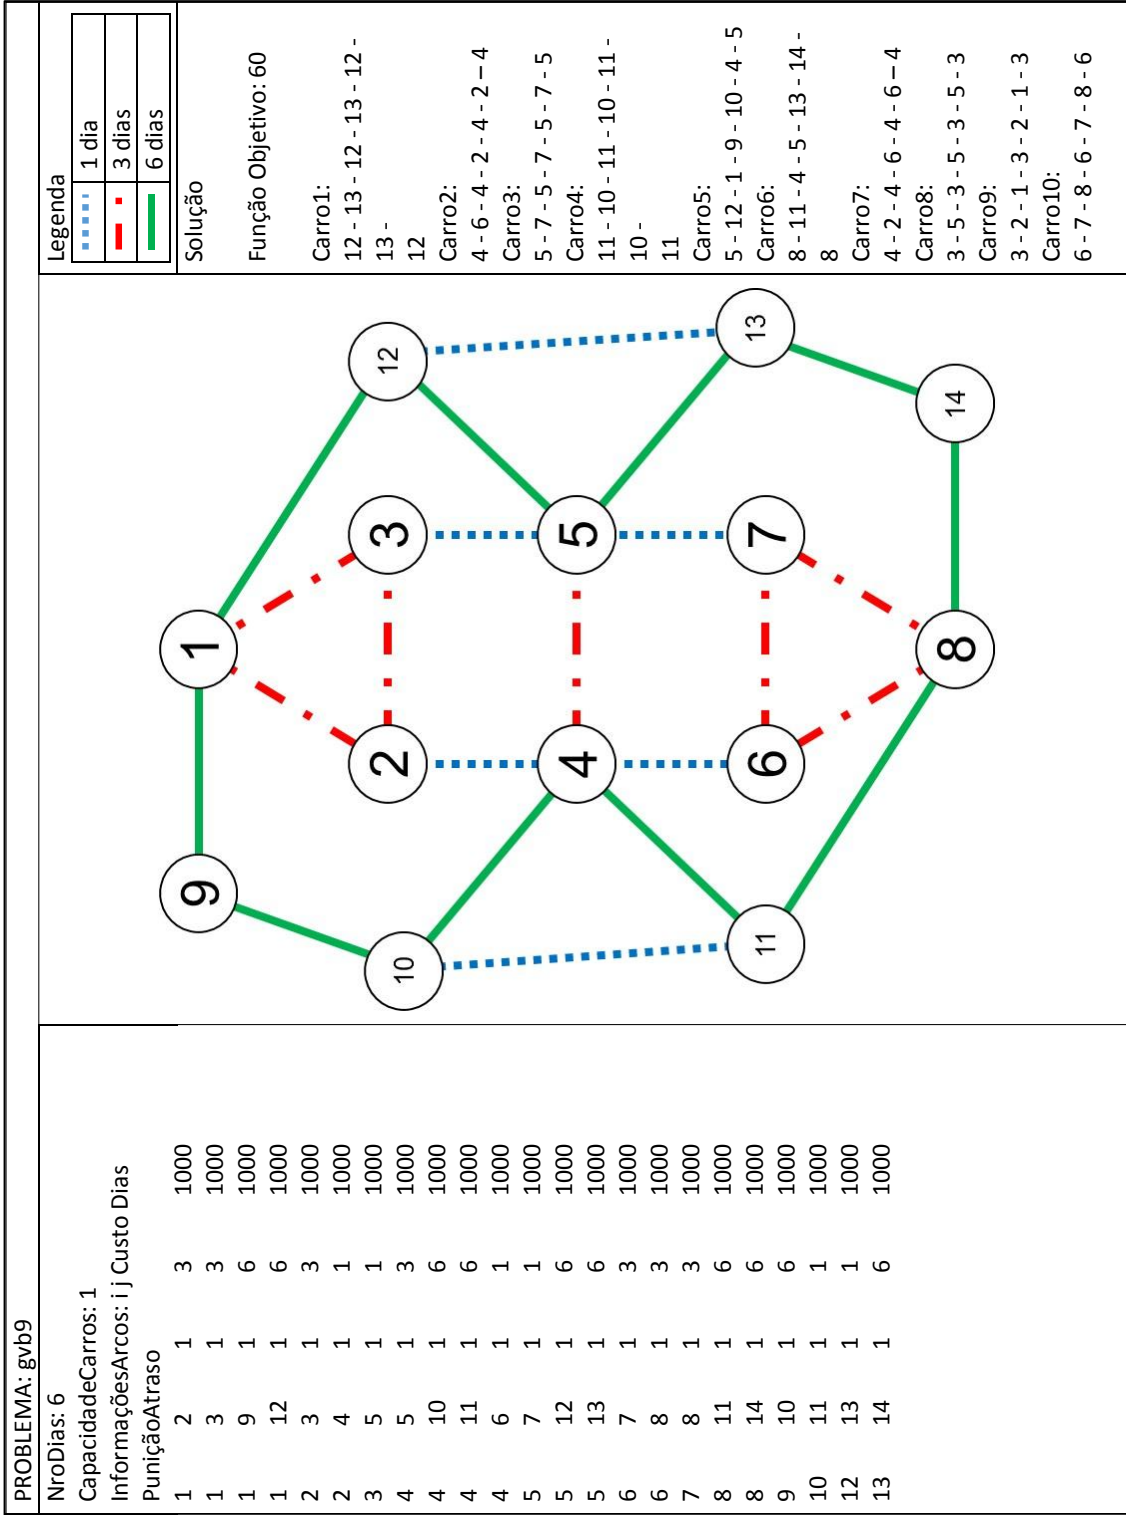 PROBLEMA: gvb9
NroDias: 6
CapacidadeCarros: 1
InformaçõesArcos: i j Custo Dias
PuniçãoAtraso
1 2 1 3 1000
1 3 1 3 1000
1 9 1 6 1000
1 12 1 6 1000
2 3 1 3 1000
2 4 1 1 1000
3 5 1 1 1000
4 5 1 3 1000
4 10 1 6 1000
4 11 1 6 1000
4 6 1 1 1000
5 7 1 1 1000
5 12 1 6 1000
5 13 1 6 1000
6 7 1 3 1000
6 8 1 3 1000
7 8 1 3 1000
8 11 1 6 1000
8 14 1 6 1000
9 10 1 6 1000
10 11 1 1 1000
12 13 1 1 1000
13 14 1 6 1000
9
1
10
12
2
3
4
5
6
7
11
13
8
14
Legenda
1 dia
3 dias
6 dias
Solução
Função Objetivo: 60
Carro1:
12 - 13 - 12 - 13 - 12 -
13 -
12
Carro2:
4 - 6 - 4 - 2 - 4 - 2 – 4
Carro3:
5 - 7 - 5 - 7 - 5 - 7 - 5
Carro4:
11 - 10 - 11 - 10 - 11 -
10 -
11
Carro5:
5 - 12 - 1 - 9 - 10 - 4 - 5
Carro6:
8 - 11 - 4 - 5 - 13 - 14 -
8
Carro7:
4 - 2 - 4 - 6 - 4 - 6 – 4
Carro8:
3 - 5 - 3 - 5 - 3 - 5 - 3
Carro9:
3 - 2 - 1 - 3 - 2 - 1 - 3
Carro10:
6 - 7 - 8 - 6 - 7 - 8 - 6